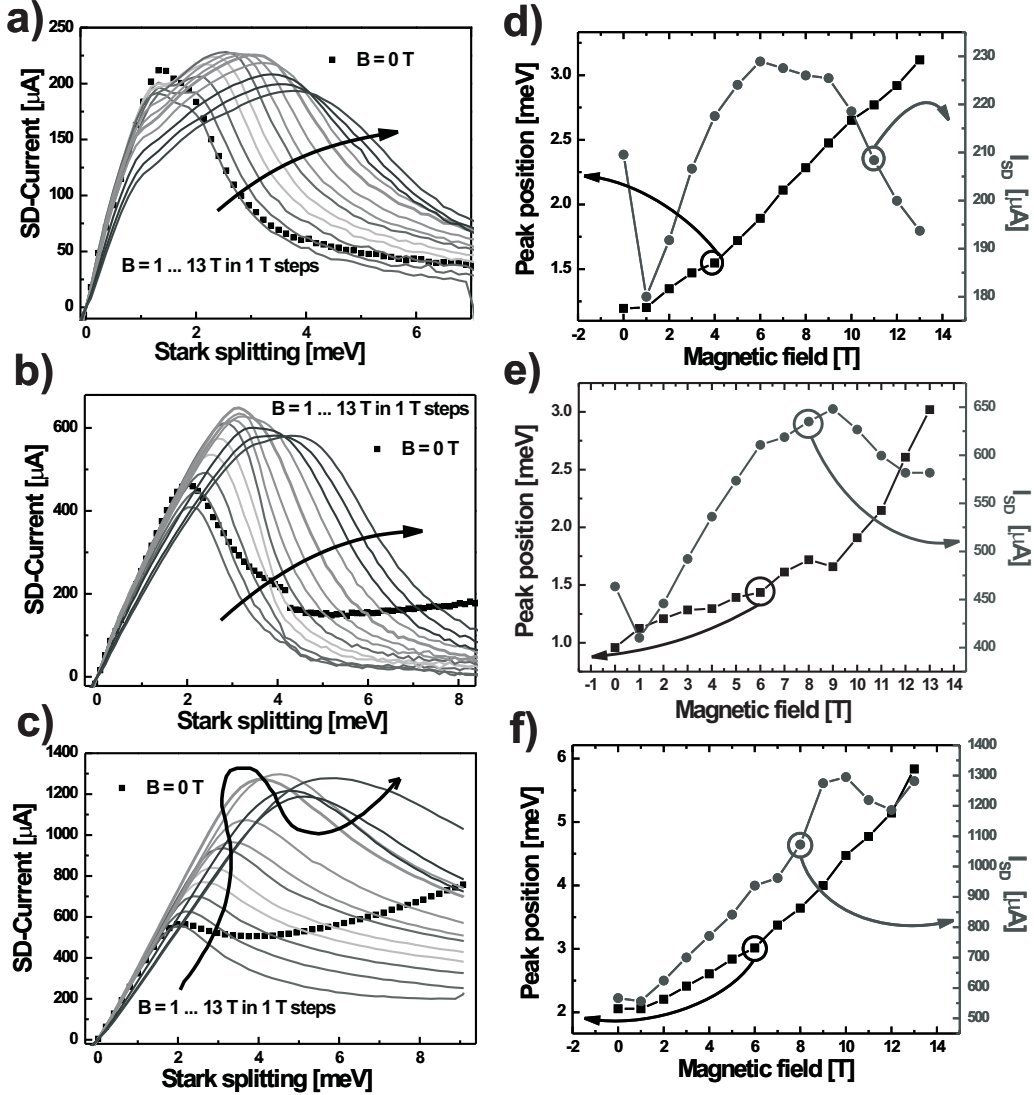 a)
250
200
150
100
50
0
SD-Current [µA]
B = 0 T
B = 1 ... 13 T in 1 T steps
0 2 4 6
Stark splitting [meV]
d)
3.0
2.5
2.0
1.5
Peak position [meV]
230
220
210
200
190
180
I_SD [µA]
-2 0 2 4 6 8 10 12 14
Magnetic field [T]
b)
600
400
200
0
SD-Current [µA]
B = 1 ... 13 T in 1 T steps
B = 0 T
0 2 4 6 8
Stark splitting [meV]
e)
3.0
2.5
2.0
1.5
1.0
Peak position [meV]
650
600
550
500
450
400
I_SD [µA]
-1 0 1 2 3 4 5 6 7 8 9 10 11 12 13 14
Magnetic field [T]
c)
1400
1200
1000
800
600
400
200
0
SD-Current [µA]
B = 0 T
B = 1 ... 13 T in 1 T steps
0 2 4 6 8
Stark splitting [meV]
f)
6
5
4
3
2
Peak position [meV]
1400
1300
1200
1100
1000
900
800
700
600
500
I_SD [µA]
-2 0 2 4 6 8 10 12 14
Magnetic field [T]